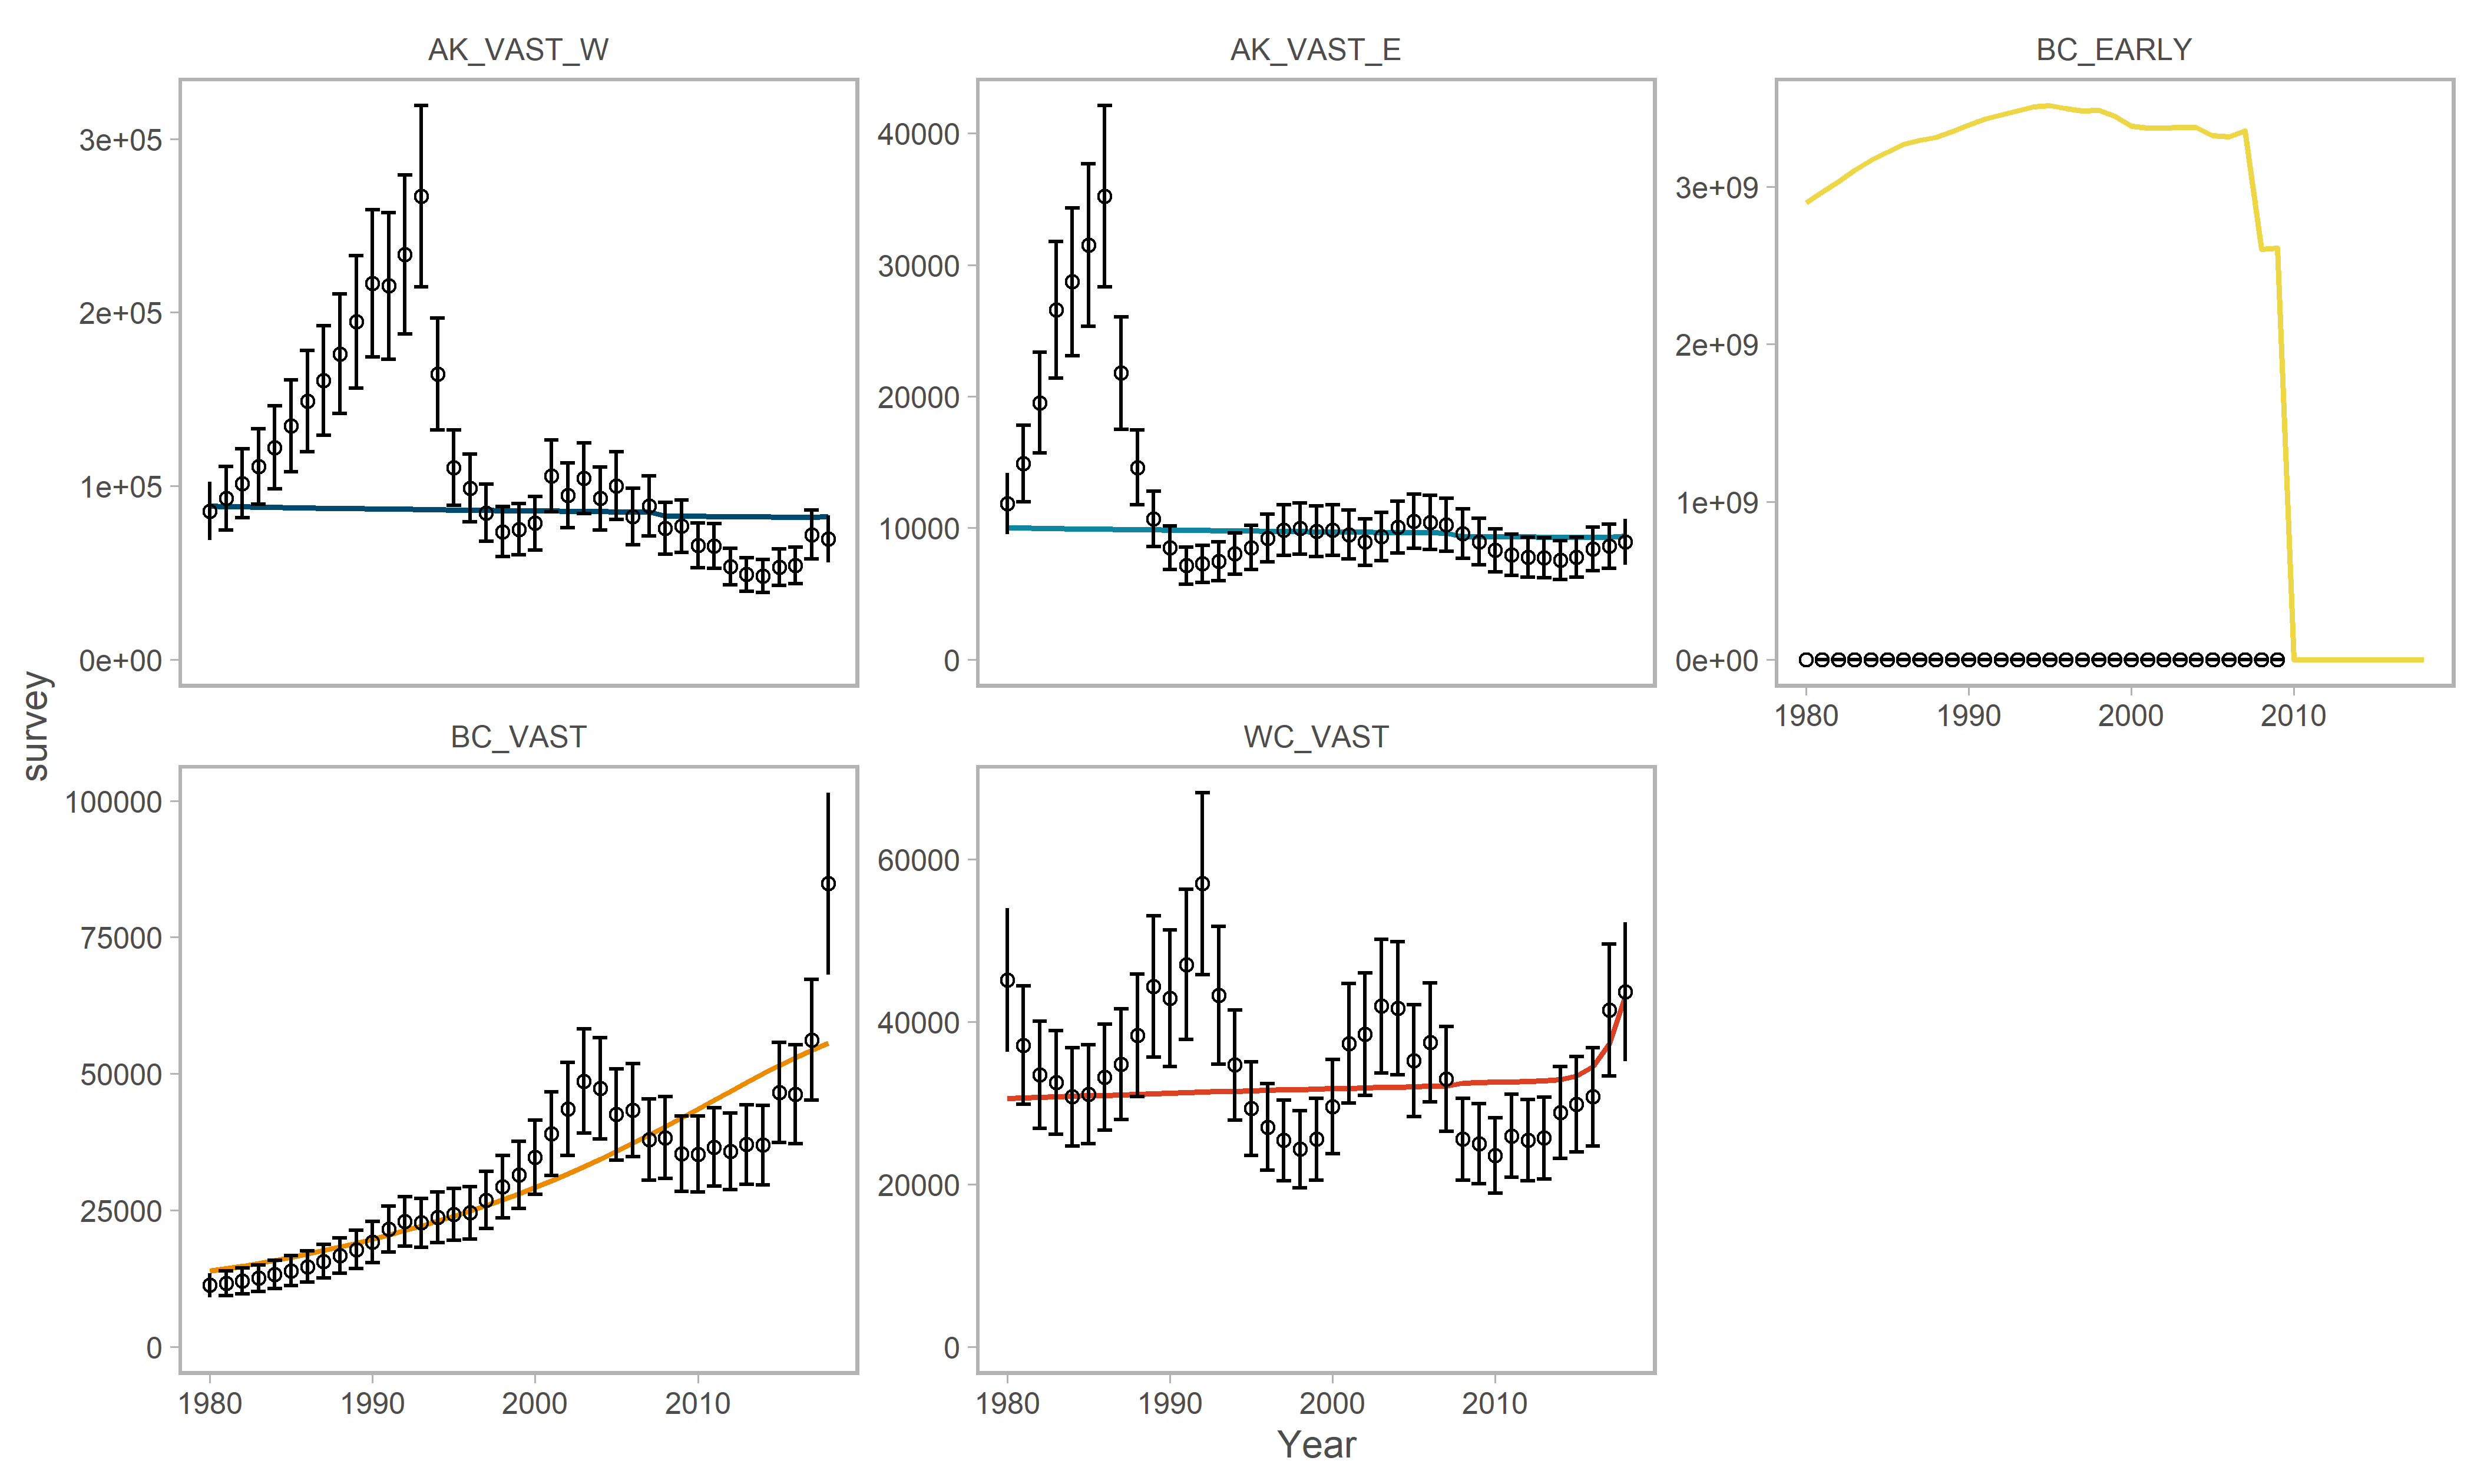 AK_VAST_W
AK_VAST_E
BC_EARLY
3e+05
2e+05
1e+05
0e+00
40000
30000
20000
10000
0
3e+09
2e+09
1e+09
0e+00
1980 1990 2000 2010
survey
BC_VAST
WC_VAST
100000
75000
50000
25000
0
60000
40000
20000
0
1980 1990 2000 2010
1980 1990 2000 2010
Year